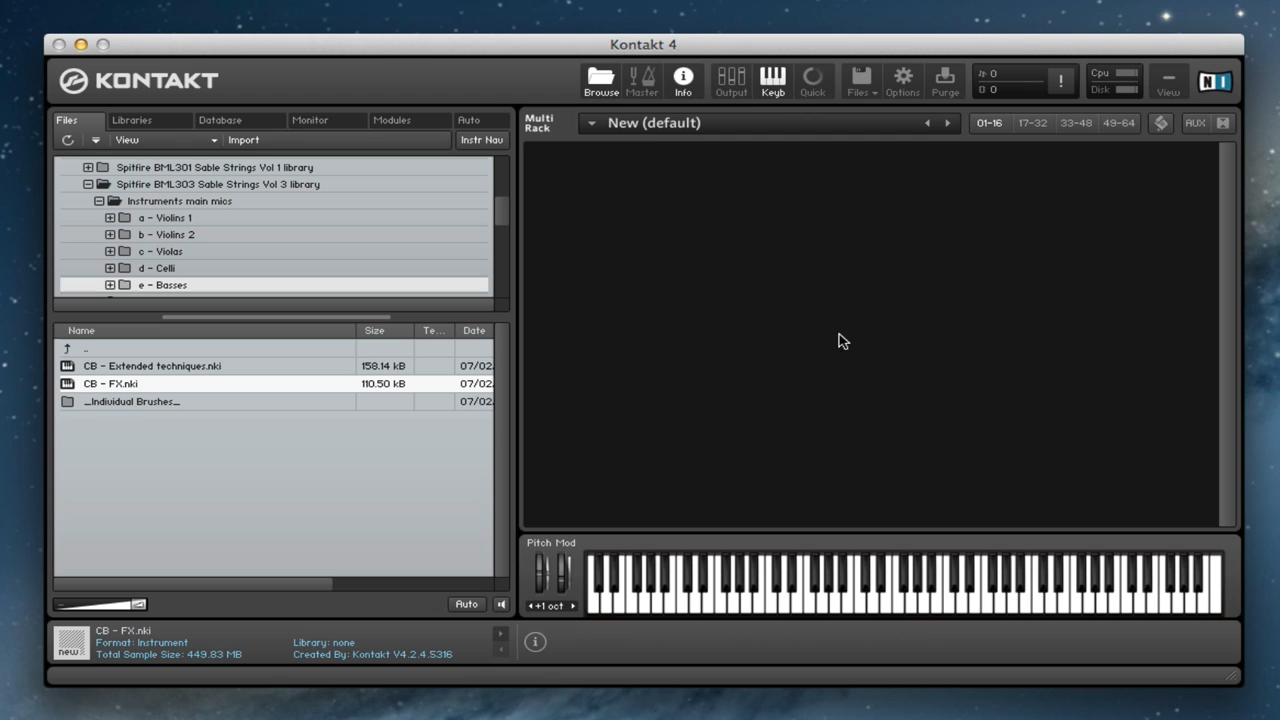 Kontakt 4
KONTAKT
Browse
Master
Info
Output
Keyb
Quick
Files
Options
Purge
0
0 0
!
Cpu
Disk
View
NI
Files
Libraries
Database
Monitor
Modules
Auto
View
Import
Instr Nav
Spitfire BML301 Sable Strings Vol 1 library
Spitfire BML303 Sable Strings Vol 3 library
Instruments main mics
a - Violins 1
b - Violins 2
c - Violas
d - Celli
e - Basses
Name Size Te... Date
..
CB - Extended techniques.nki 158.14 kB 07/02
CB - FX.nki 110.50 kB 07/02
_Individual Brushes_ 07/02
Auto
new
CB - FX.nki
Format: Instrument
Total Sample Size: 449.83 MB
Library: none
Created By: Kontakt V4.2.4.5316
Multi
Rack
New (default)
01-16
17-32
33-48
49-64
AUX
Pitch Mod
+1 oct